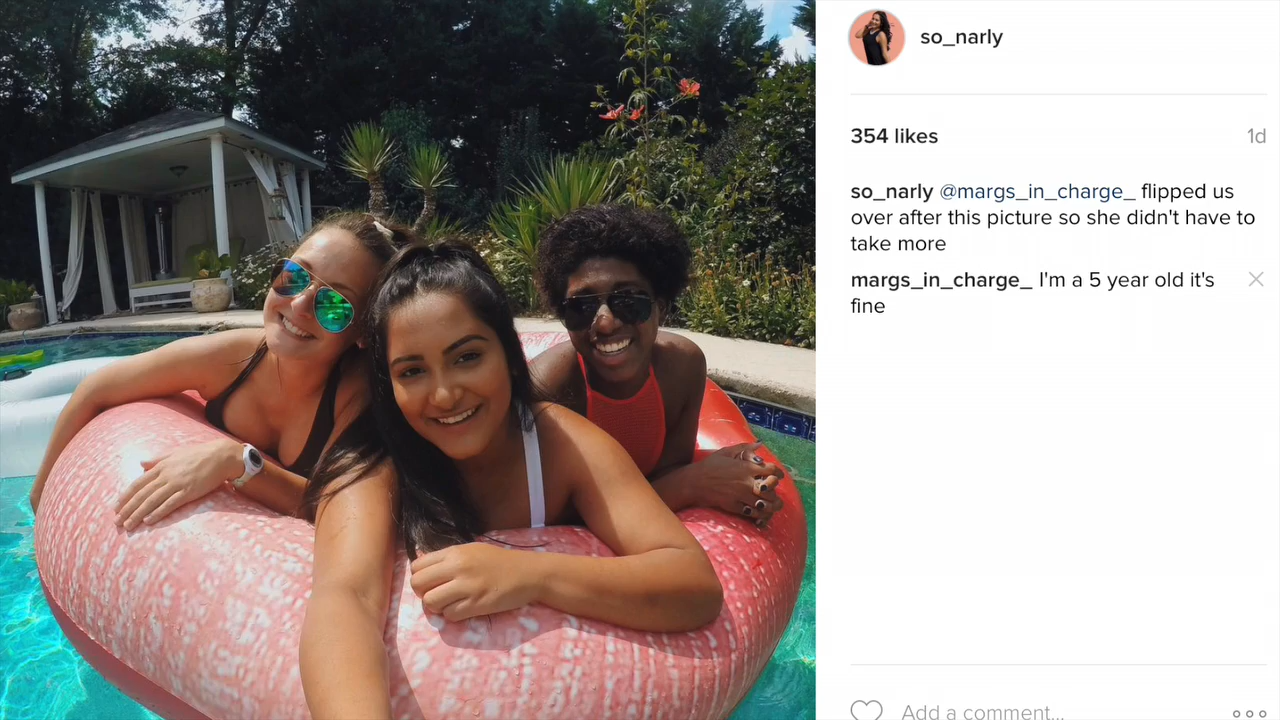 so_narly
354 likes
1d
so_narly @margs_in_charge_ flipped us
over after this picture so she didn't have to
take more
margs_in_charge_ I'm a 5 year old it's
fine
Add a comment...